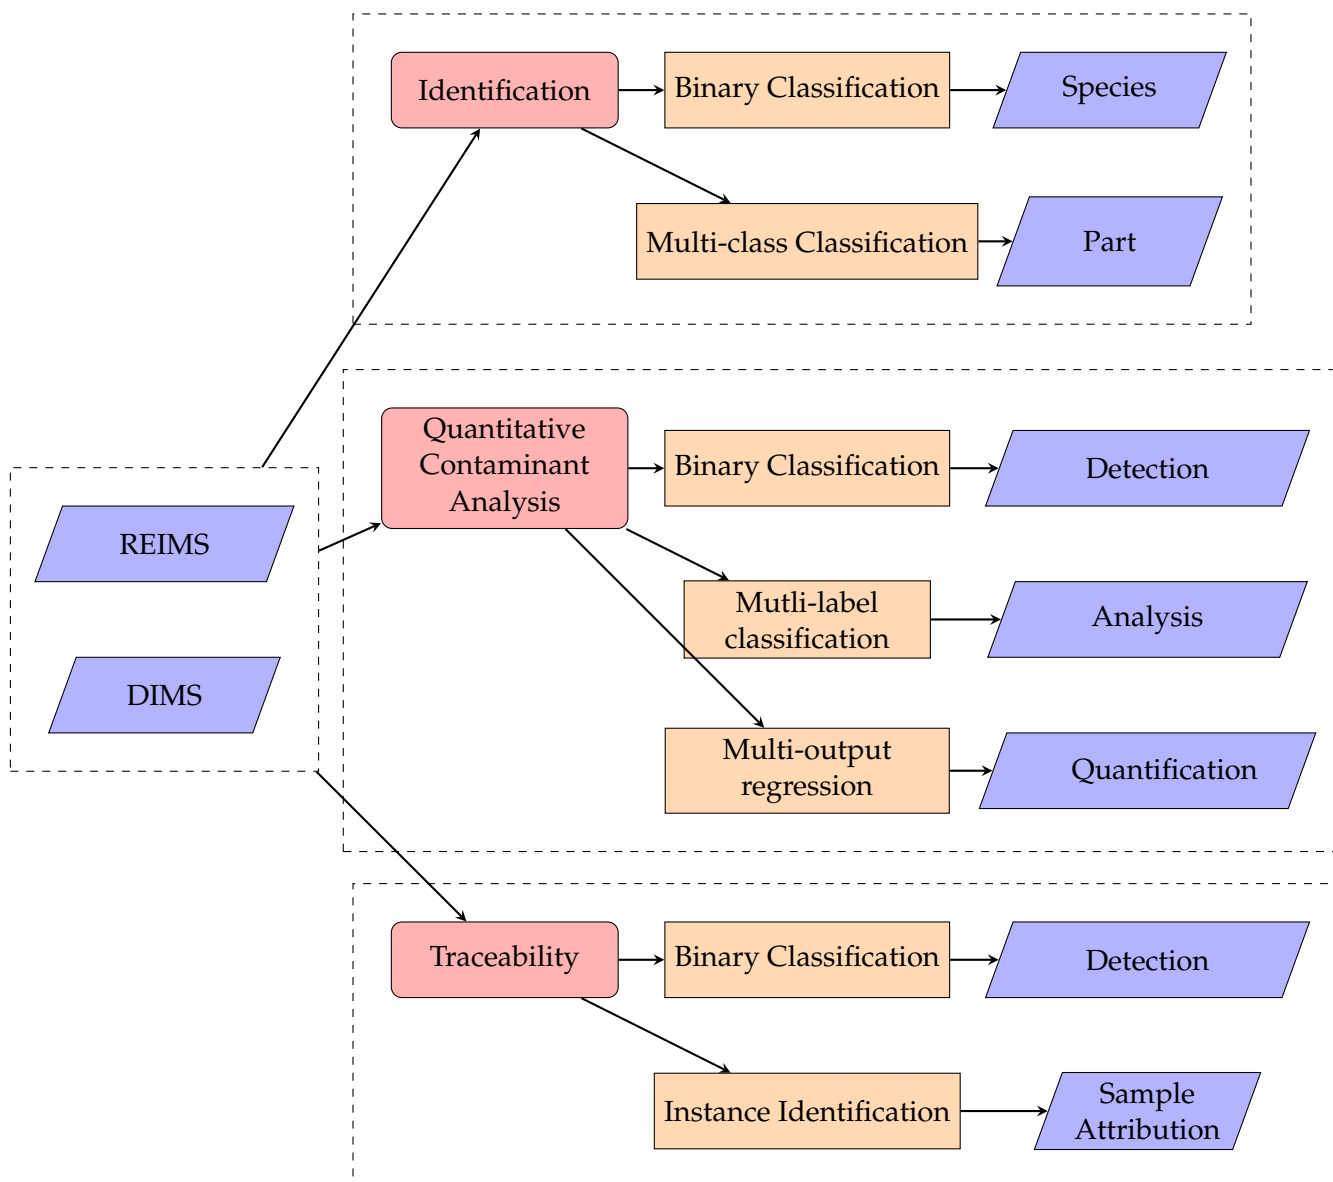 Identification
Binary Classification
Species
Multi-class Classification
Part
Quantitative
Contaminant
Analysis
Binary Classification
Detection
REIMS
Mutli-label
classification
Analysis
DIMS
Multi-output
regression
Quantification
Traceability
Binary Classification
Detection
Instance Identification
Sample
Attribution